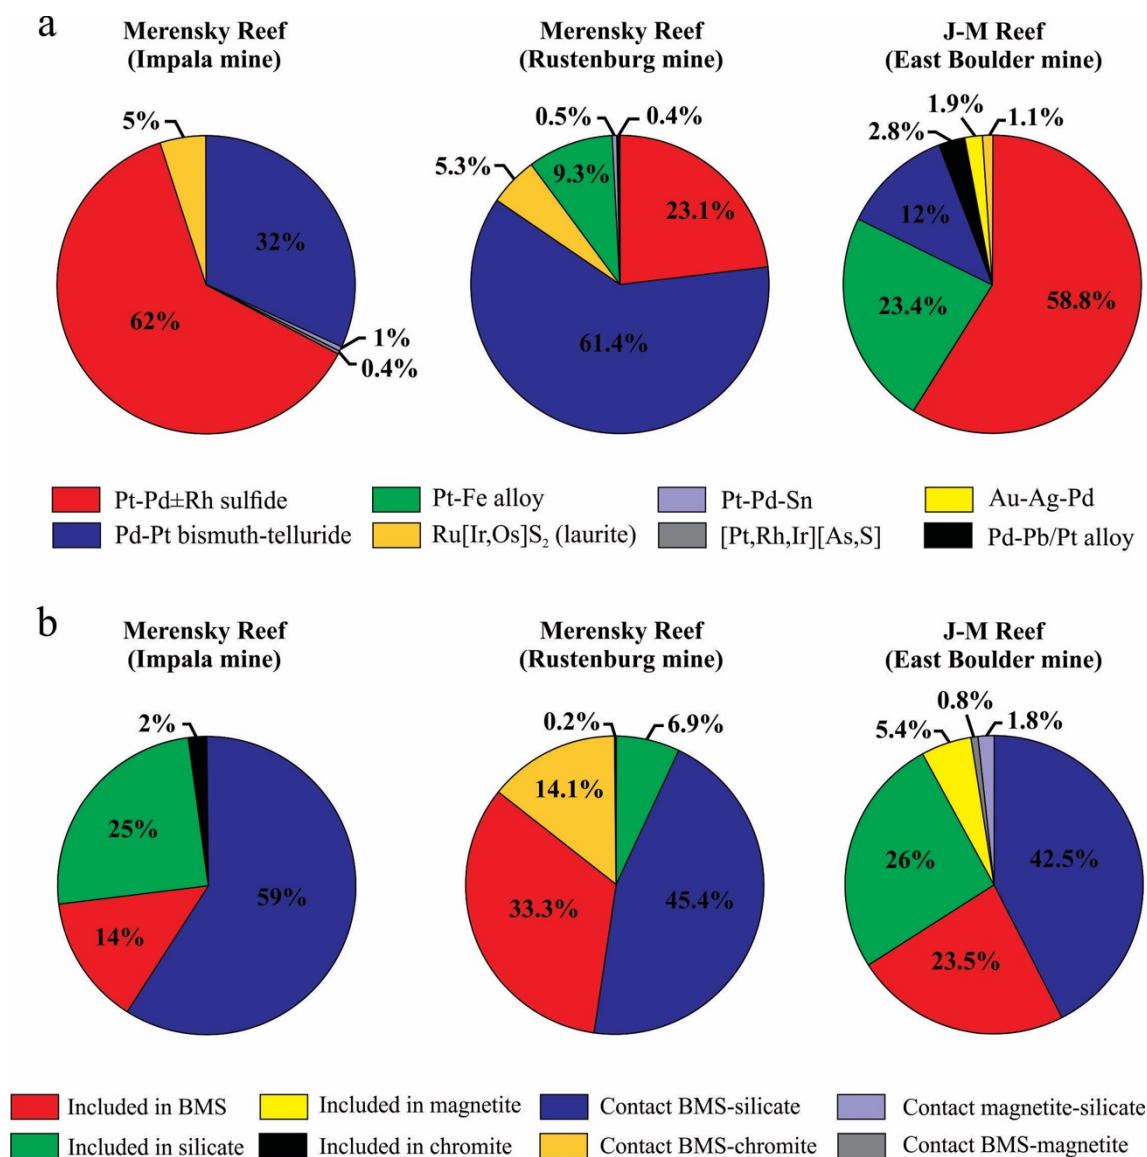 a
Merensky Reef
(Impala mine)
Merensky Reef
(Rustenburg mine)
J-M Reef
(East Boulder mine)
5%
32%
62%
1%
0.4%
0.5%
0.4%
5.3%
9.3%
23.1%
61.4%
1.9%
1.1%
2.8%
12%
23.4%
58.8%
Pt-Pd±Rh sulfide
Pt-Fe alloy
Pt-Pd-Sn
Au-Ag-Pd
Pd-Pt bismuth-telluride
Ru[Ir,Os]S₂ (laurite)
[Pt,Rh,Ir][As,S]
Pd-Pb/Pt alloy
b
Merensky Reef
(Impala mine)
Merensky Reef
(Rustenburg mine)
J-M Reef
(East Boulder mine)
2%
25%
59%
14%
0.2%
6.9%
14.1%
33.3%
45.4%
0.8%
5.4%
1.8%
26%
42.5%
23.5%
Included in BMS
Included in magnetite
Contact BMS-silicate
Contact magnetite-silicate
Included in silicate
Included in chromite
Contact BMS-chromite
Contact BMS-magnetite